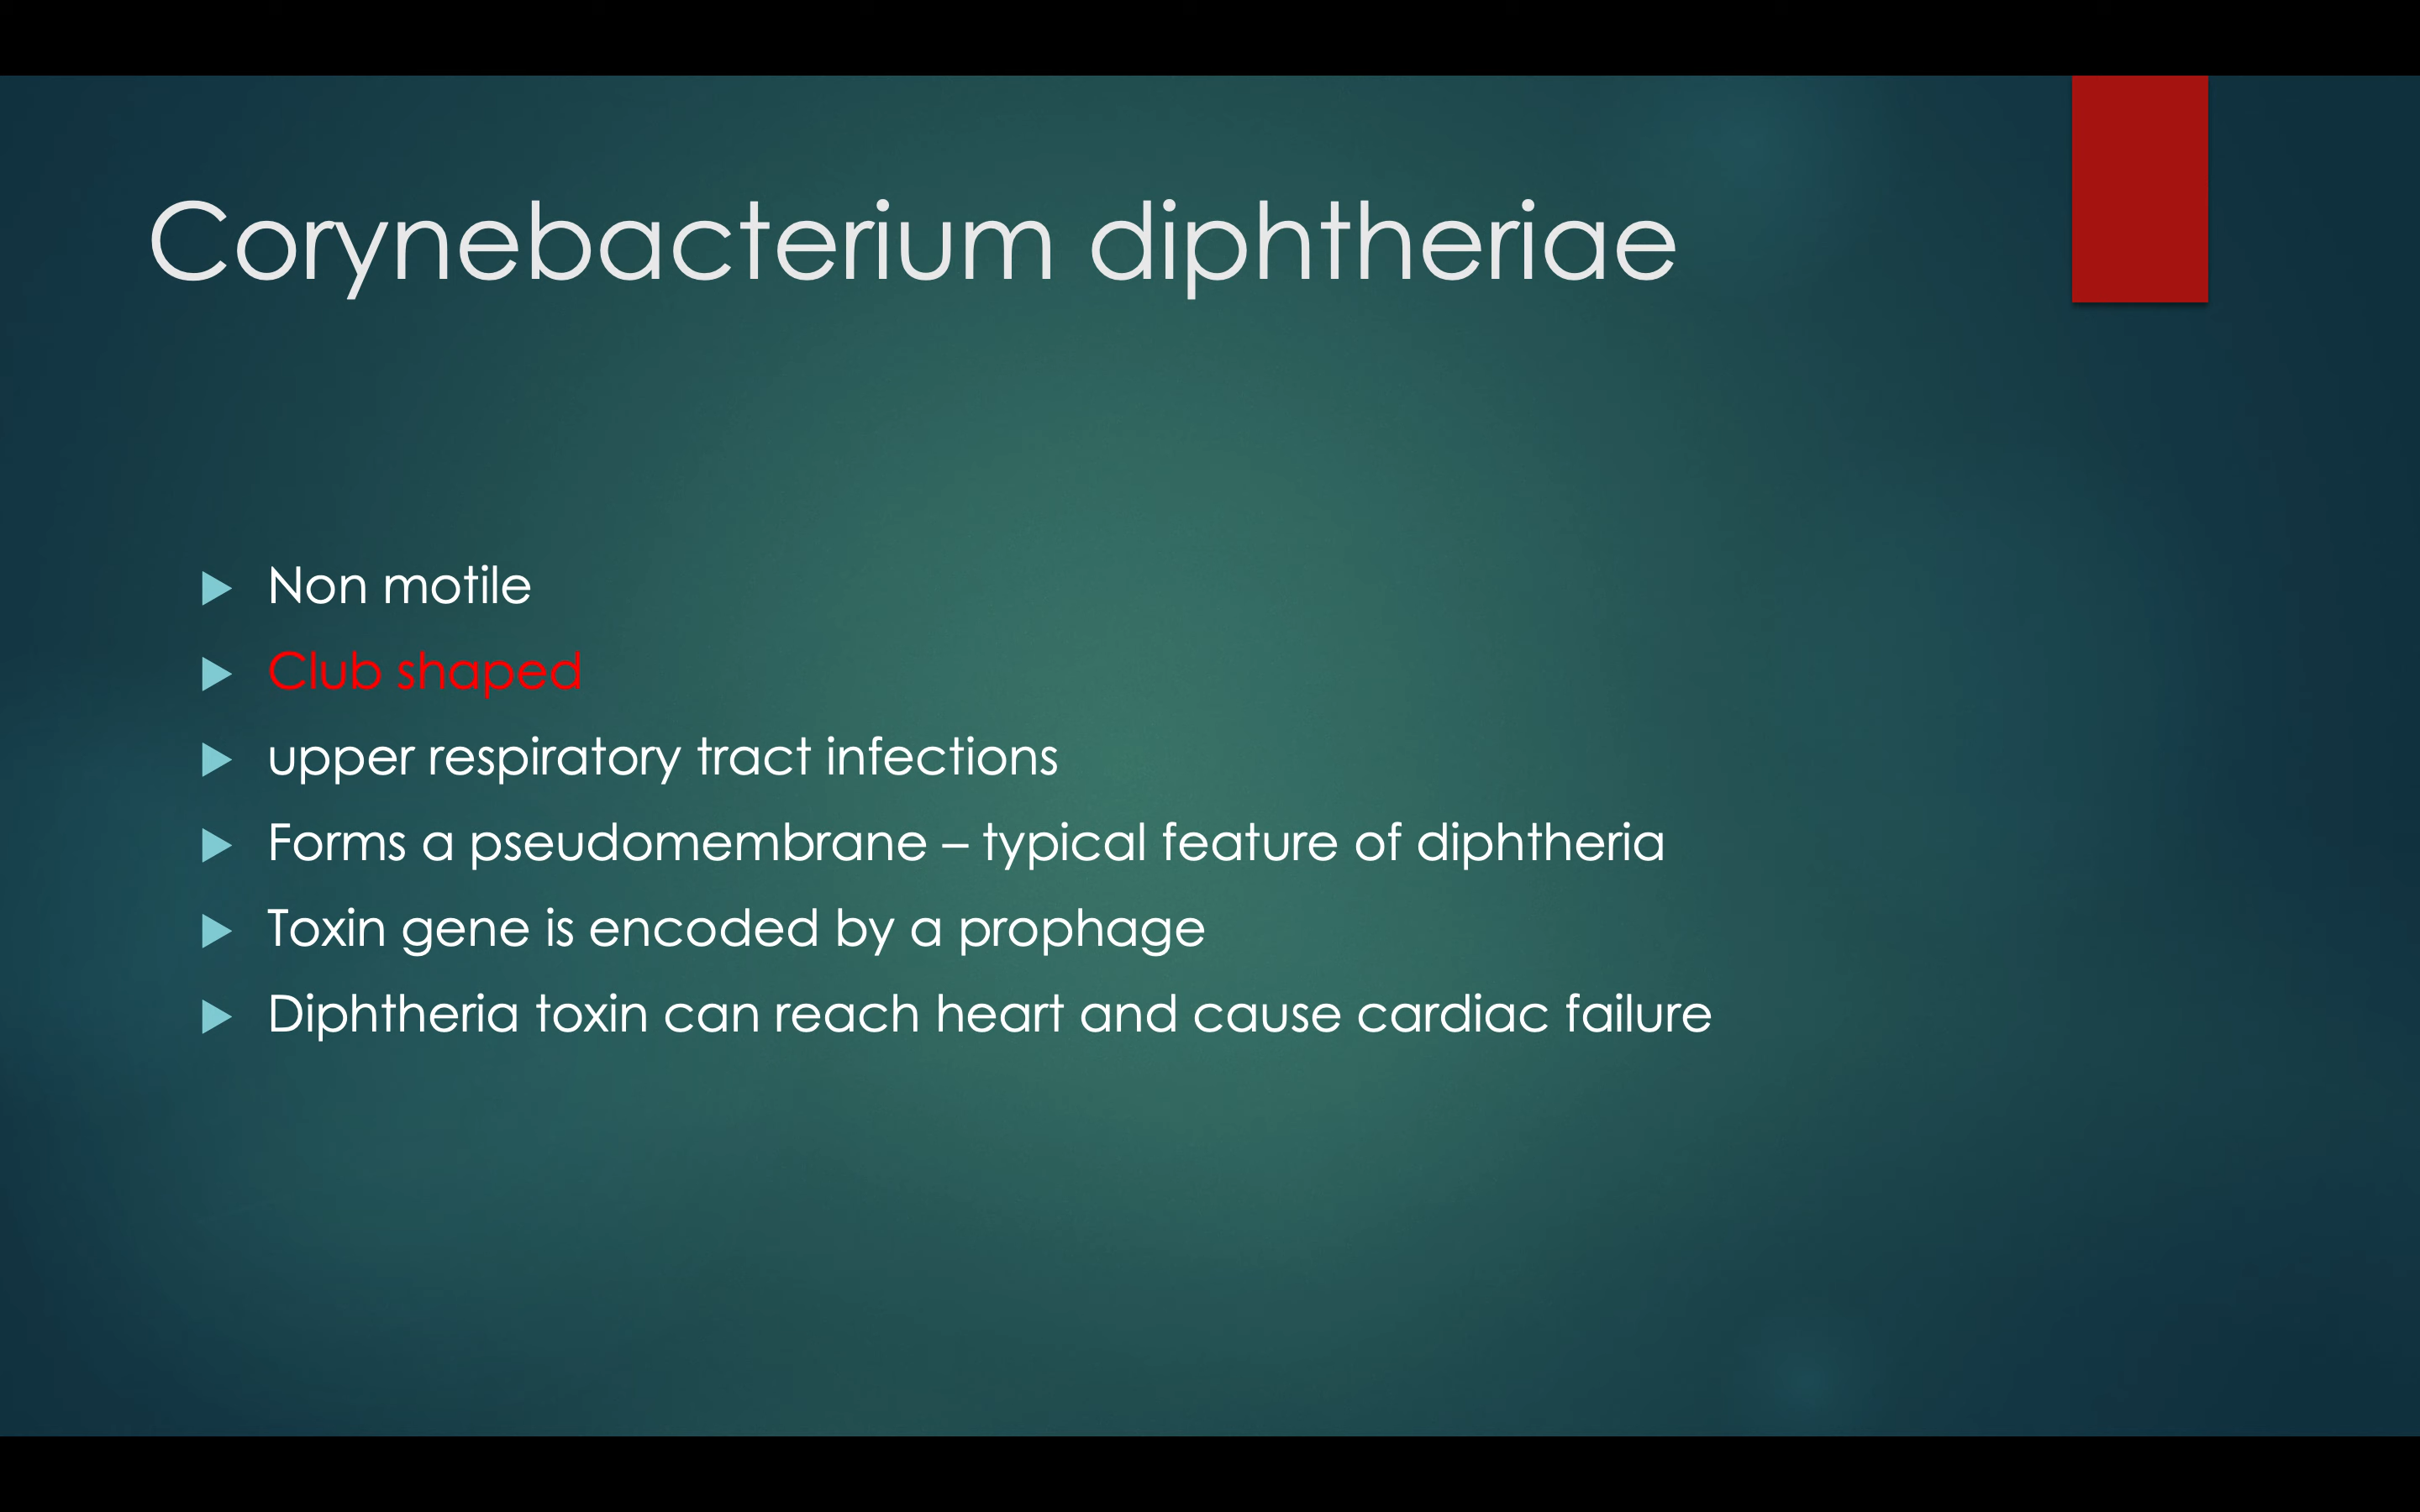 Corynebacterium diphtheriae
Non motile
Club shaped
upper respiratory tract infections
Forms a pseudomembrane – typical feature of diphtheria
Toxin gene is encoded by a prophage
Diphtheria toxin can reach heart and cause cardiac failure